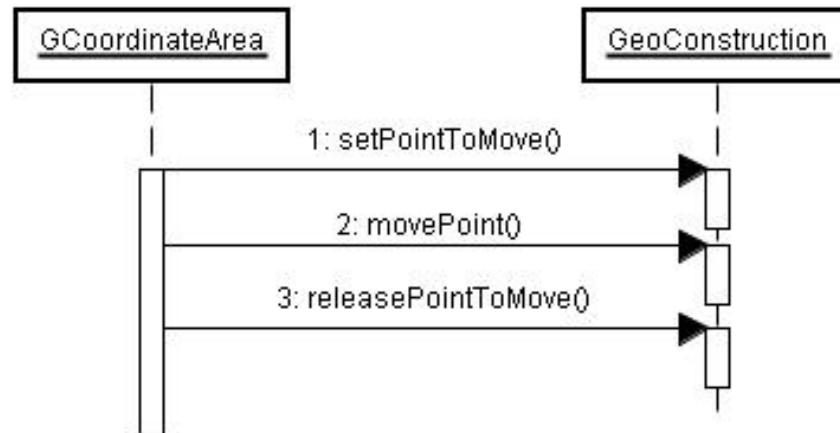 GCoordinateArea
GeoConstruction
1: setPointToMove()
2: movePoint()
3: releasePointToMove()